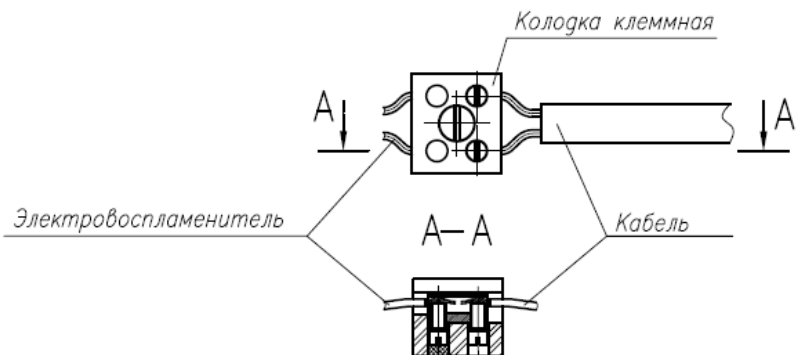 Колодка клеммная
А
А
Электровоспламенитель
А–А
Кабель